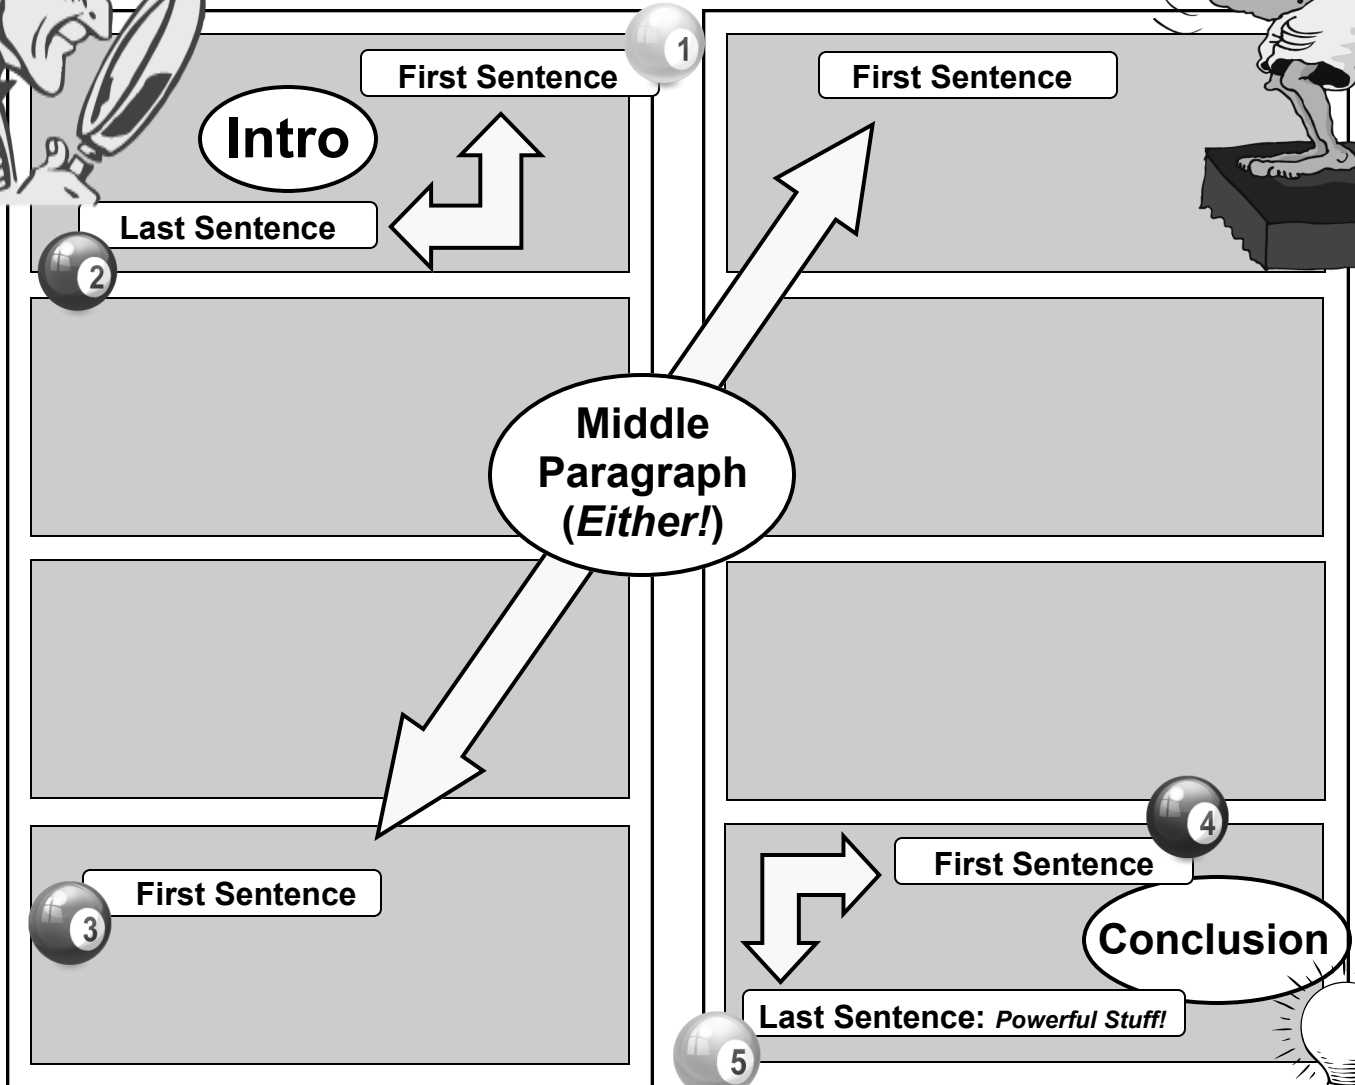 1
First Sentence
First Sentence
Intro
Last Sentence
2
Middle
Paragraph
(Either!)
4
First Sentence
First Sentence
3
Conclusion
Last Sentence: Powerful Stuff!
5